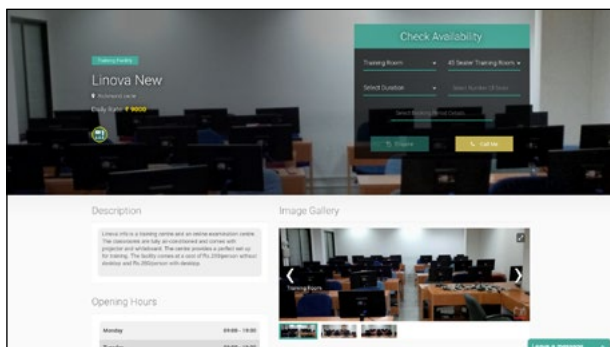 Check Availability
Training Facility
Training Room
45 Seater Training Room
Linova New
Richmond
Select Duration
Select Number Of
Daily Rate: ₹ 9000
Select Booking Period Details
Enquire
Call Me
Description
Image Gallery
Linova Info is a training centre and an online examination centre.
The classrooms are fully air-conditioned and comes with
projector and whiteboard. The centre provides a perfect set up
for training. The facility comes at a cost of Rs.200/person without
desktop and Rs.280/person with desktop.
Training Room
Opening Hours
Monday
09:00 - 19:00
Leave a message